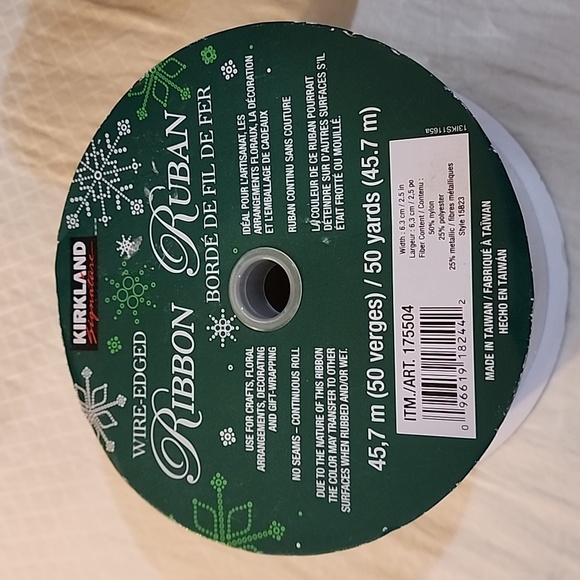 KIRKLAND
Signature
WIRE-EDGED
RIBBON
RUBAN
BORDÉ DE FIL DE FER
USE FOR CRAFTS, FLORAL
ARRANGEMENTS, DECORATING
AND GIFT-WRAPPING
NO SEAMS – CONTINUOUS ROLL
DUE TO THE NATURE OF THIS RIBBON
THE COLOR MAY TRANSFER TO OTHER
SURFACES WHEN RUBBED AND/OR WET.
IDÉAL POUR L'ARTISANAT, LES
ARRANGEMENTS FLORAUX, LA DÉCORATION
ET L'EMBALLAGE DE CADEAUX
RUBAN CONTINU SANS COUTURE
LA COULEUR DE CE RUBAN POURRAIT
DÉTEINDRE SUR D'AUTRES SURFACES S'IL
ÉTAIT FROTTÉ OU MOUILLÉ.
45,7 m (50 verges) / 50 yards (45.7 m)
ITM./ART. 175504
0 96619 18244 2
Width : 6.3 cm / 2.5 in
Largeur : 6,3 cm / 2,5 po
Fiber Content / Contenu :
50% nylon
25% polyester
25% metallic / fibres métalliques
Style 15823
13IKS1165a
MADE IN TAIWAN / FABRIQUÉ À TAIWAN
HECHO EN TAIWÁN